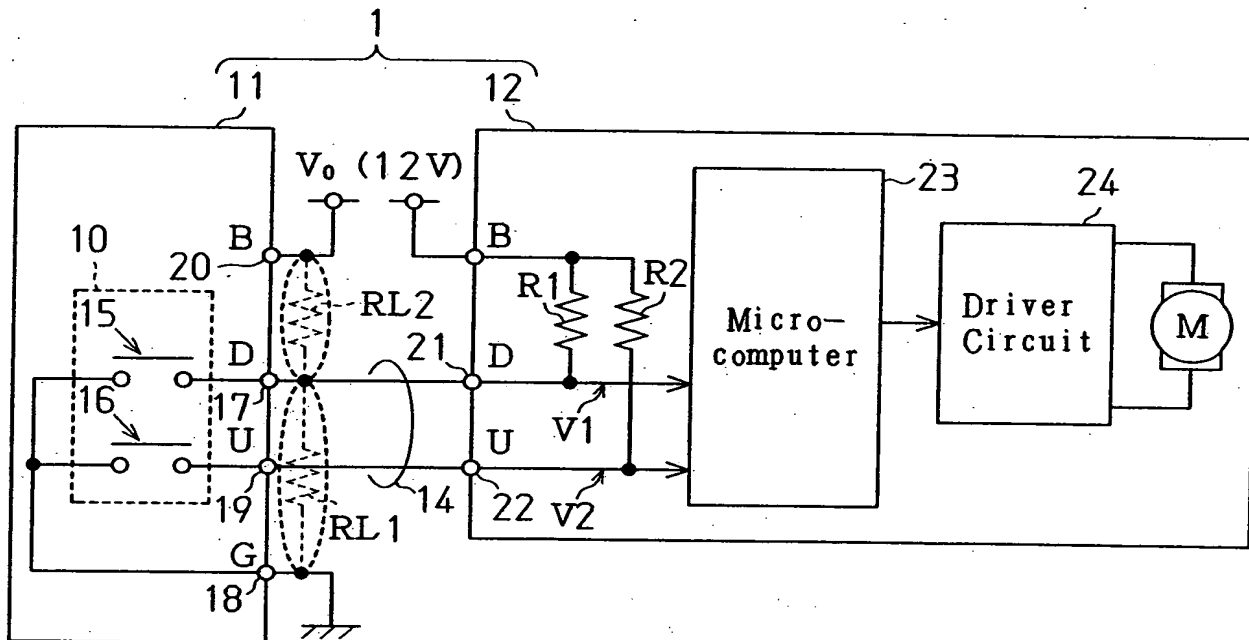 1
11
12
V₀ (12V)
23
24
B
B
20
10
RL2
R1
R2
15
D
21
D
Micro-
computer
Driver
Circuit
M
17
16
V1
U
U
19
RL1
14
22
V2
G
18